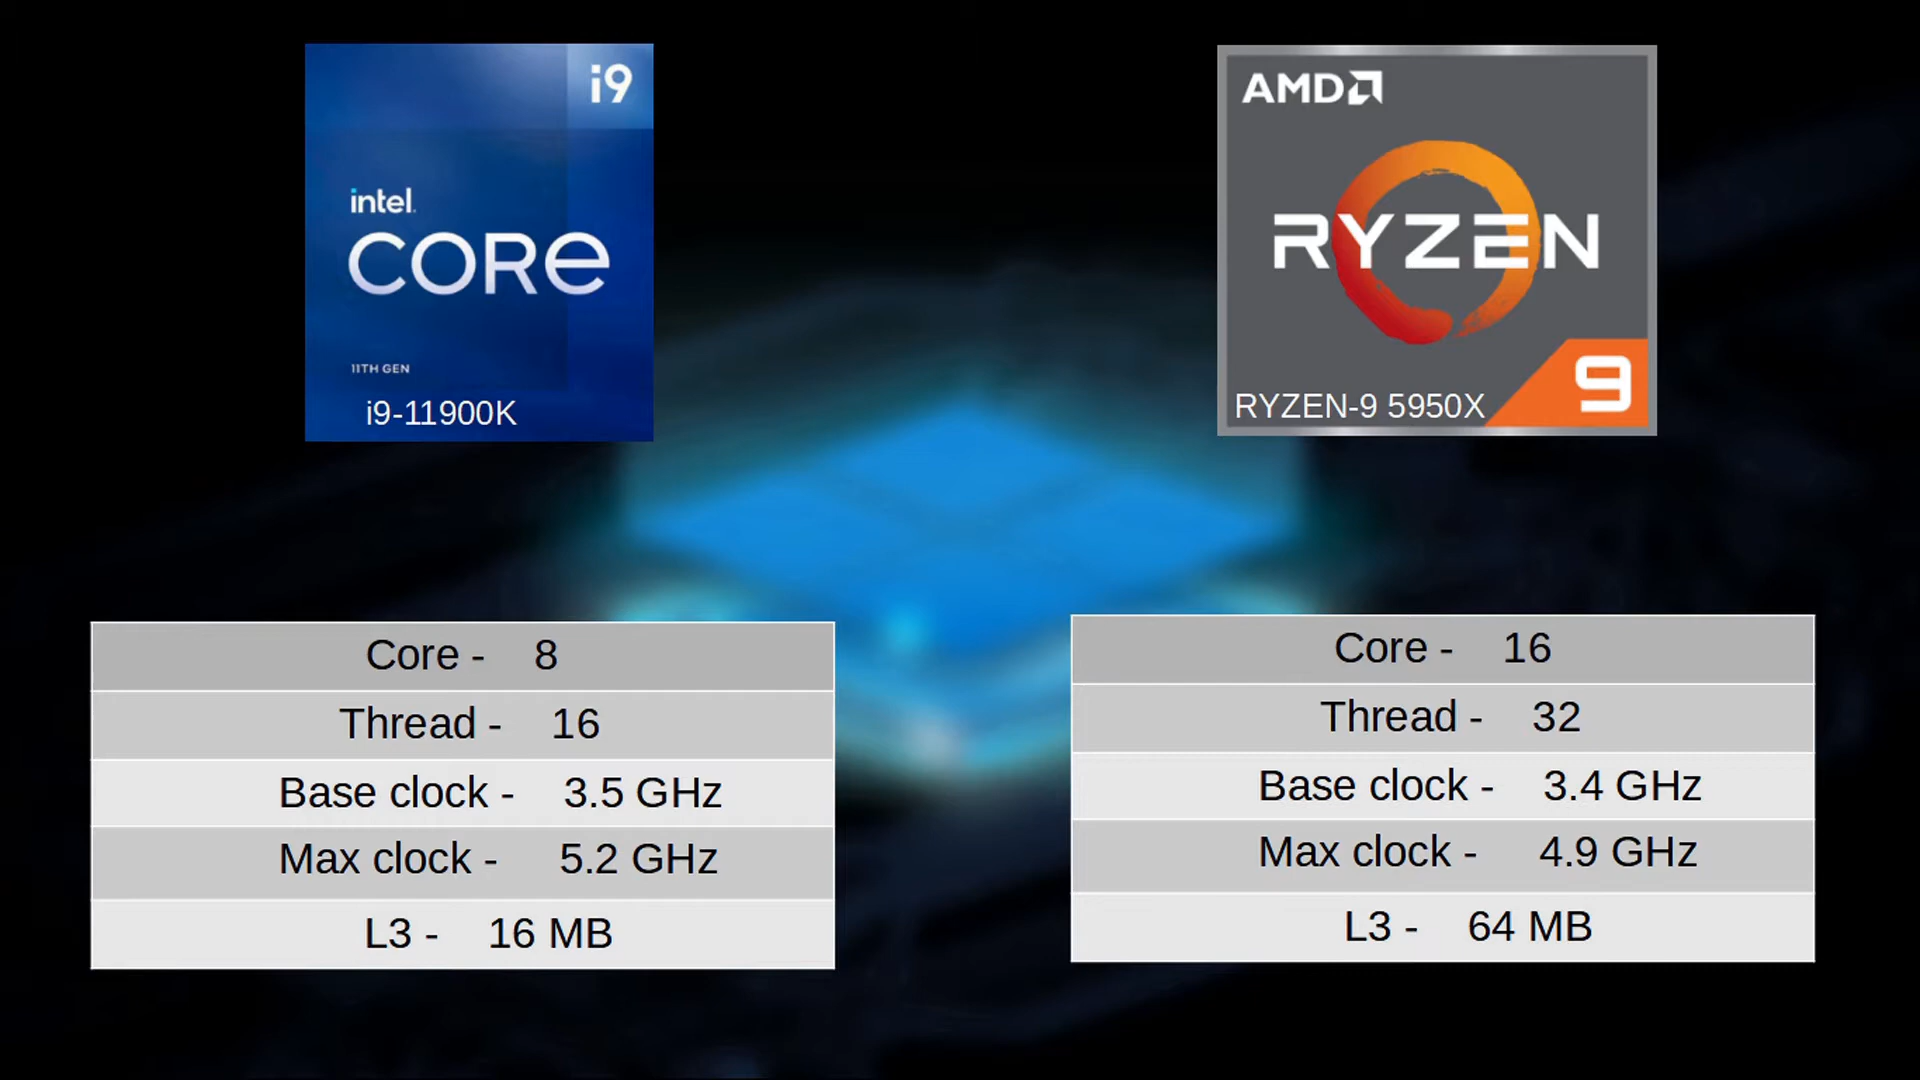 i9
intel.
CORE
11TH GEN
i9-11900K
Core - 8
Thread - 16
Base clock - 3.5 GHz
Max clock - 5.2 GHz
L3 - 16 MB
AMD
RYZEN
9
RYZEN-9 5950X
Core - 16
Thread - 32
Base clock - 3.4 GHz
Max clock - 4.9 GHz
L3 - 64 MB